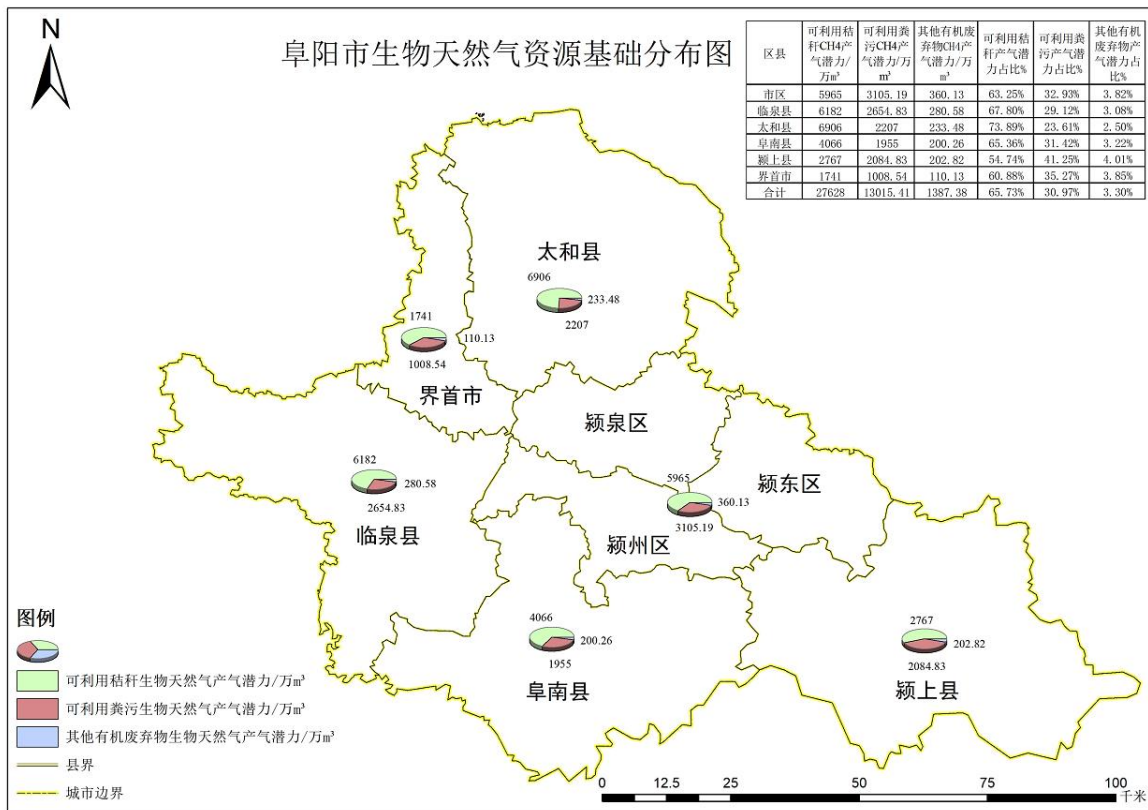 N
阜阳市生物天然气资源基础分布图
区县 可利用秸秆CH4产气潜力/万m³ 可利用粪污CH4产气潜力/万m³ 其他有机废弃物CH4产气潜力/万m³ 可利用秸秆产气潜力占比% 可利用粪污产气潜力占比% 其他有机废弃物产气潜力占比%
市区 5965 3105.19 360.13 63.25% 32.93% 3.82%
临泉县 6182 2654.83 280.58 67.80% 29.12% 3.08%
太和县 6906 2207 233.48 73.89% 23.61% 2.50%
阜南县 4066 1955 200.26 65.36% 31.42% 3.22%
颍上县 2767 2084.83 202.82 54.74% 41.25% 4.01%
界首市 1741 1008.54 110.13 60.88% 35.27% 3.85%
合计 27628 13015.41 1387.38 65.73% 30.97% 3.30%
太和县
6906
233.48
2207
1741
110.13
1008.54
界首市
颍泉区
6182
280.58
2654.83
临泉县
5965
360.13
3105.19
颍东区
颍州区
4066
200.26
1955
阜南县
2767
202.82
2084.83
颍上县
图例
可利用秸秆生物天然气产气潜力/万m³
可利用粪污生物天然气产气潜力/万m³
其他有机废弃物生物天然气产气潜力/万m³
县界
城市边界
0 12.5 25 50 75 100
千米